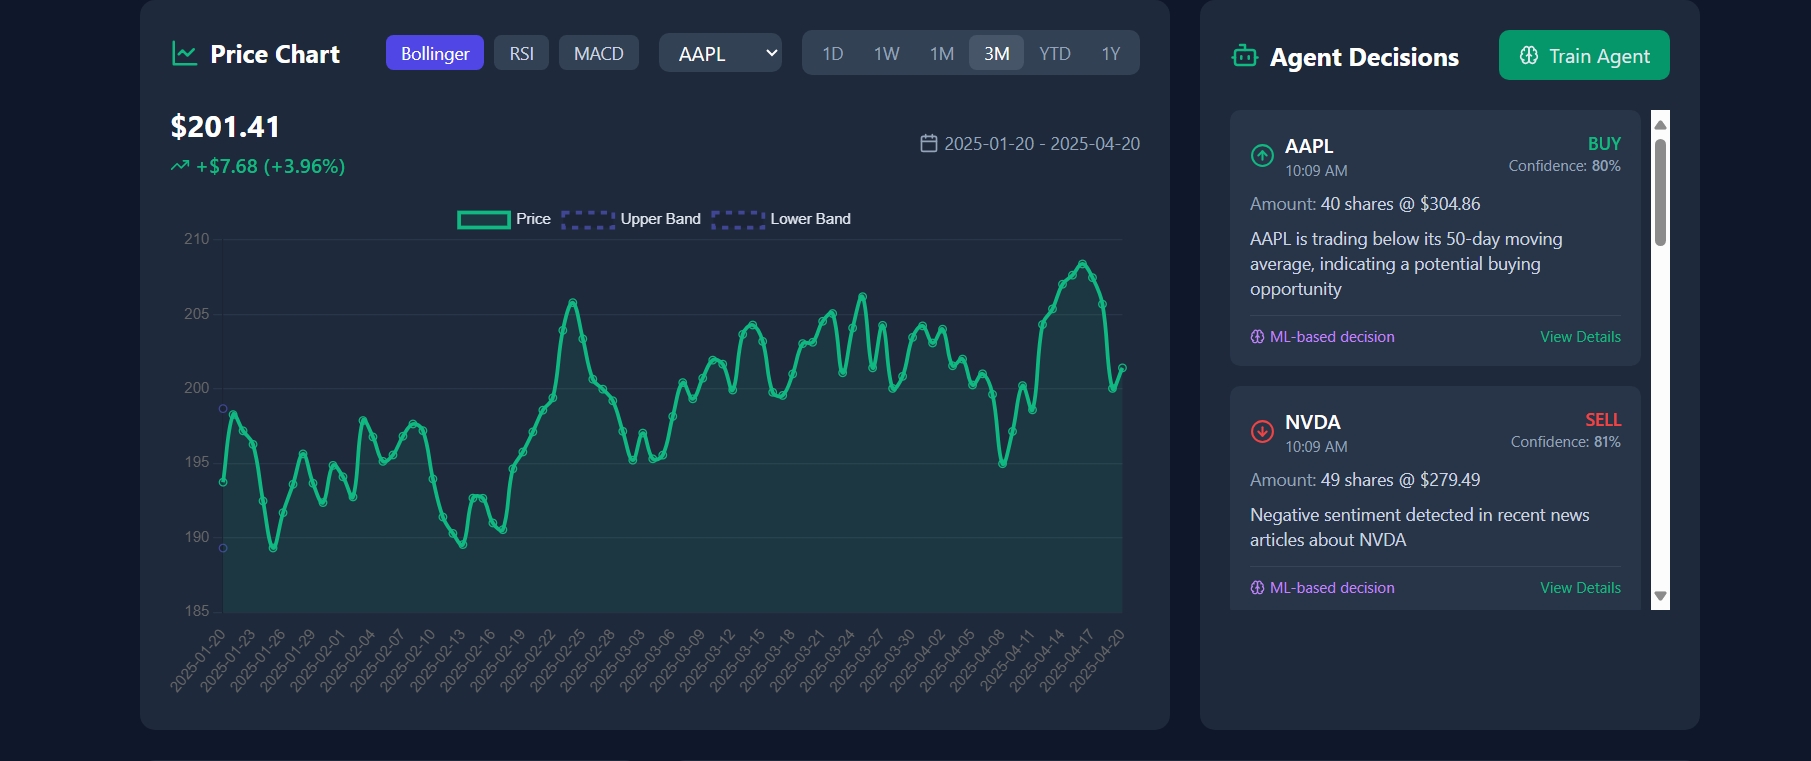 Price Chart
Bollinger
RSI
MACD
AAPL
1D
1W
1M
3M
YTD
1Y
$201.41
+$7.68 (+3.96%)
2025-01-20 - 2025-04-20
Price
Upper Band
Lower Band
210
205
200
195
190
185
2025-01-20
2025-01-23
2025-01-26
2025-01-29
2025-02-01
2025-02-04
2025-02-07
2025-02-10
2025-02-13
2025-02-16
2025-02-19
2025-02-22
2025-02-25
2025-02-28
2025-03-03
2025-03-06
2025-03-09
2025-03-12
2025-03-15
2025-03-18
2025-03-21
2025-03-24
2025-03-27
2025-03-30
2025-04-02
2025-04-05
2025-04-08
2025-04-11
2025-04-14
2025-04-17
2025-04-20
Agent Decisions
Train Agent
AAPL
BUY
10:09 AM
Confidence: 80%
Amount: 40 shares @ $304.86
AAPL is trading below its 50-day moving
average, indicating a potential buying
opportunity
ML-based decision
View Details
NVDA
SELL
10:09 AM
Confidence: 81%
Amount: 49 shares @ $279.49
Negative sentiment detected in recent news
articles about NVDA
ML-based decision
View Details